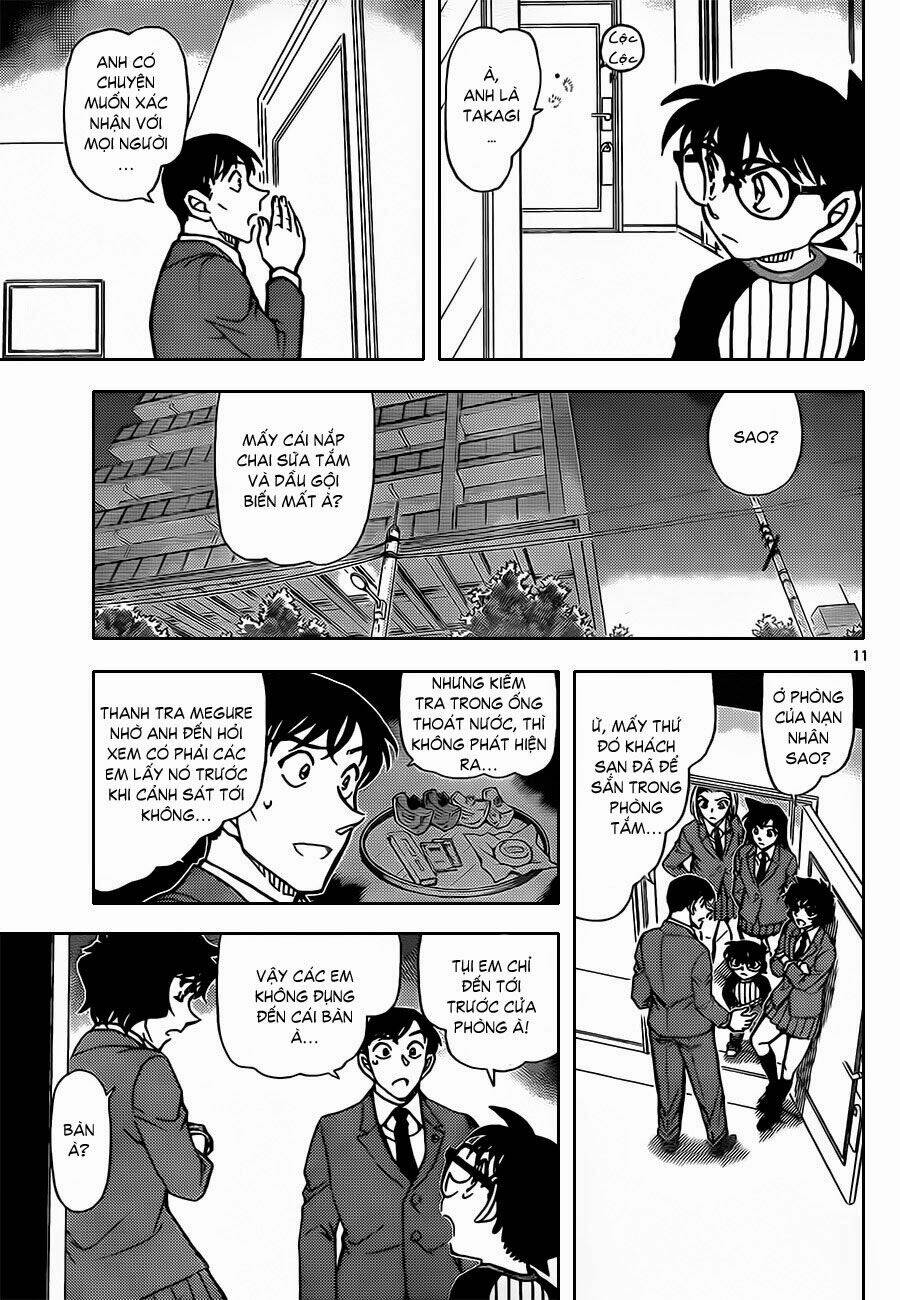 CỘC
CỘC
À,
ANH LÀ
TAKAGI
...
ANH CÓ
CHUYỆN
MUỐN XÁC
NHẬN VỚI
MỌI NGƯỜI
...
SAO?
MẤY CÁI NẮP
CHAI SỮA TẮM
VÀ DẦU GỘI
BIẾN MẤT À?
11
Ở PHÒNG
CỦA NẠN
NHÂN
SAO?
Ừ, MẤY THỨ
ĐÓ KHÁCH
SẠN ĐÃ ĐỂ
SẴN TRONG
PHÒNG
TẮM...
NHƯNG KIỂM
TRA TRONG ỐNG
THOÁT NƯỚC, THÌ
KHÔNG PHÁT HIỆN
RA...
THANH TRA MEGURE
NHỜ ANH ĐẾN HỎI
XEM CÓ PHẢI CÁC
EM LẤY NÓ TRƯỚC
KHI CẢNH SÁT TỚI
KHÔNG...
TỤI EM CHỈ
ĐẾN TỚI
TRƯỚC CỬA
PHÒNG À!
VẬY CÁC EM
KHÔNG ĐỤNG
ĐẾN CÁI BÀN
À...
BÀN
À?